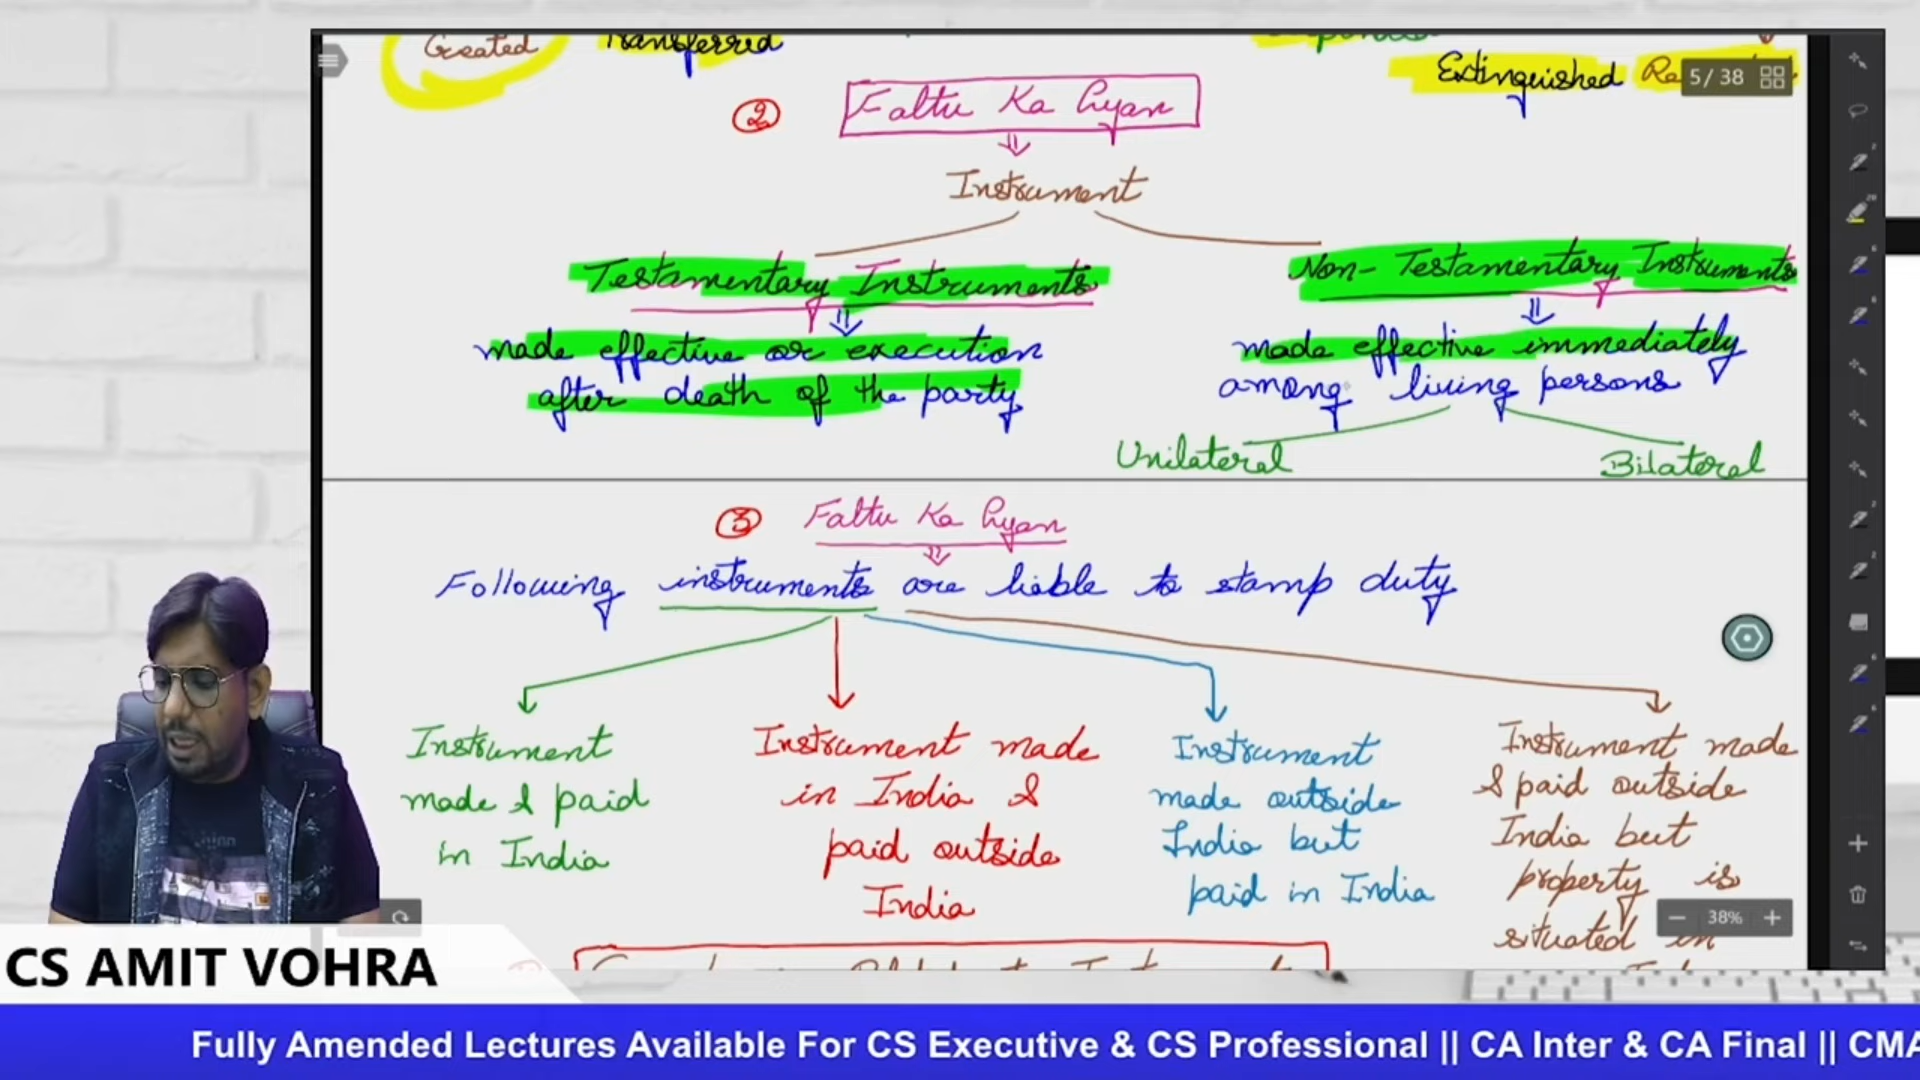 Created Transferred
Extinguished
5/ 38
② Faltu Ka Gyan
Instrument
Testamentary Instruments
Non- Testamentary Instruments
made effective or execution
after death of the party
made effective immediately
among living persons
Unilateral Bilateral
③ Faltu Ka Gyan
Following instruments are liable to stamp duty
Instrument
made & paid
in India
Instrument made
in India &
paid outside
India
Instrument
made outside
India but
paid in India
Instrument made
& paid outside
India but
property is
situated in
38%
CS AMIT VOHRA
Fully Amended Lectures Available For CS Executive & CS Professional || CA Inter & CA Final || CMA